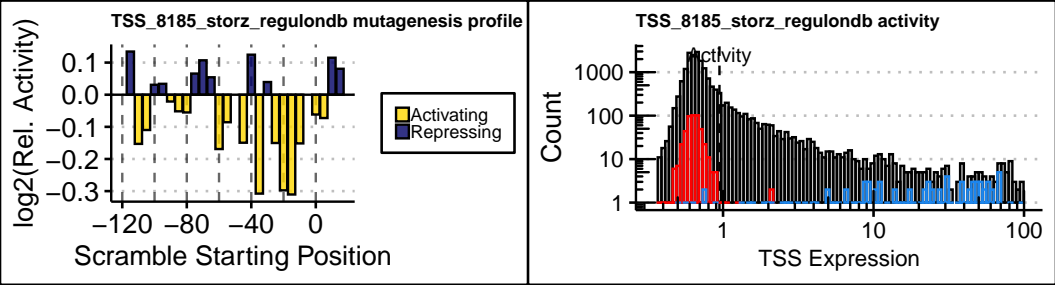 TSS_8185_storz_regulondb mutagenesis profile
log2(Rel. Activity)
0.1
0.0
−0.1
−0.2
−0.3
−120
−80
−40
0
Scramble Starting Position
Activating
Repressing
TSS_8185_storz_regulondb activity
Activity
Count
1000
100
10
1
1
10
100
TSS Expression